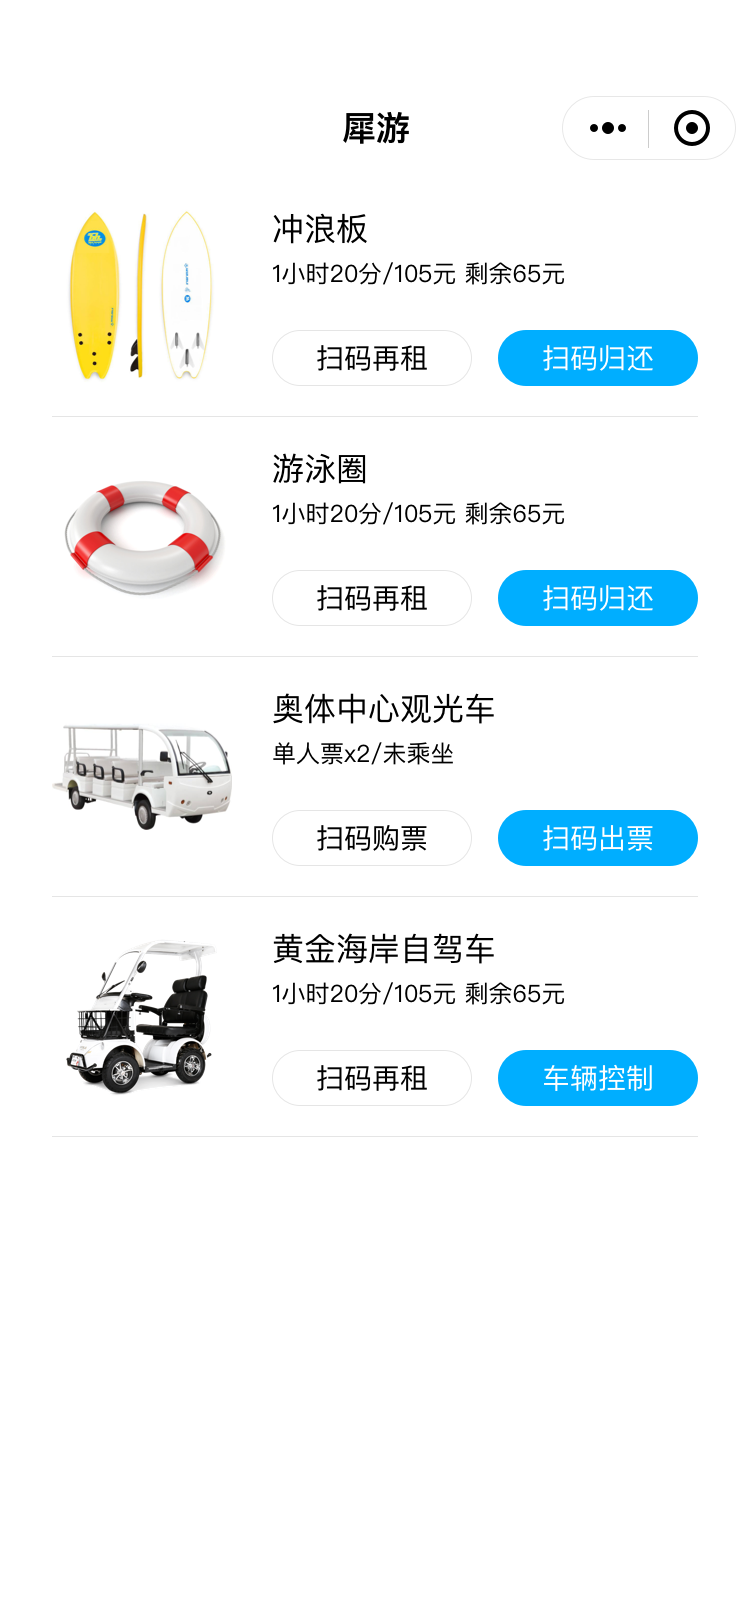 犀游
冲浪板
1小时20分/105元 剩余65元
扫码再租
扫码归还
游泳圈
1小时20分/105元 剩余65元
扫码再租
扫码归还
奥体中心观光车
单人票x2/未乘坐
扫码购票
扫码出票
黄金海岸自驾车
1小时20分/105元 剩余65元
扫码再租
车辆控制